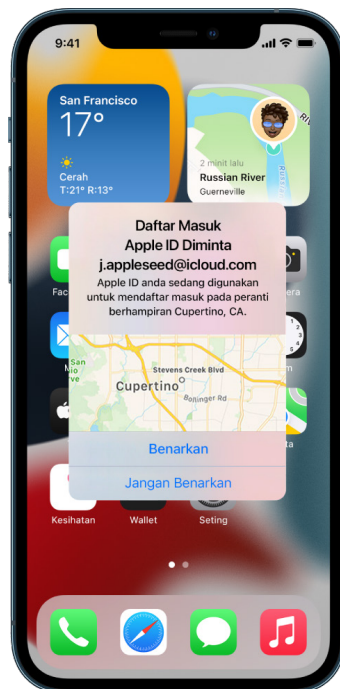 9:41
San Francisco
17°
Cerah
T:21° R:13°
2 minit lalu
Russian River
Guerneville
Daftar Masuk
Apple ID Diminta
j.appleseed@icloud.com
Apple ID anda sedang digunakan
untuk mendaftar masuk pada peranti
berhampiran Cupertino, CA.
Stevens Creek Blvd
Cupertino
Boninger Rd
Benarkan
Jangan Benarkan
Kesihatan
Wallet
Seting